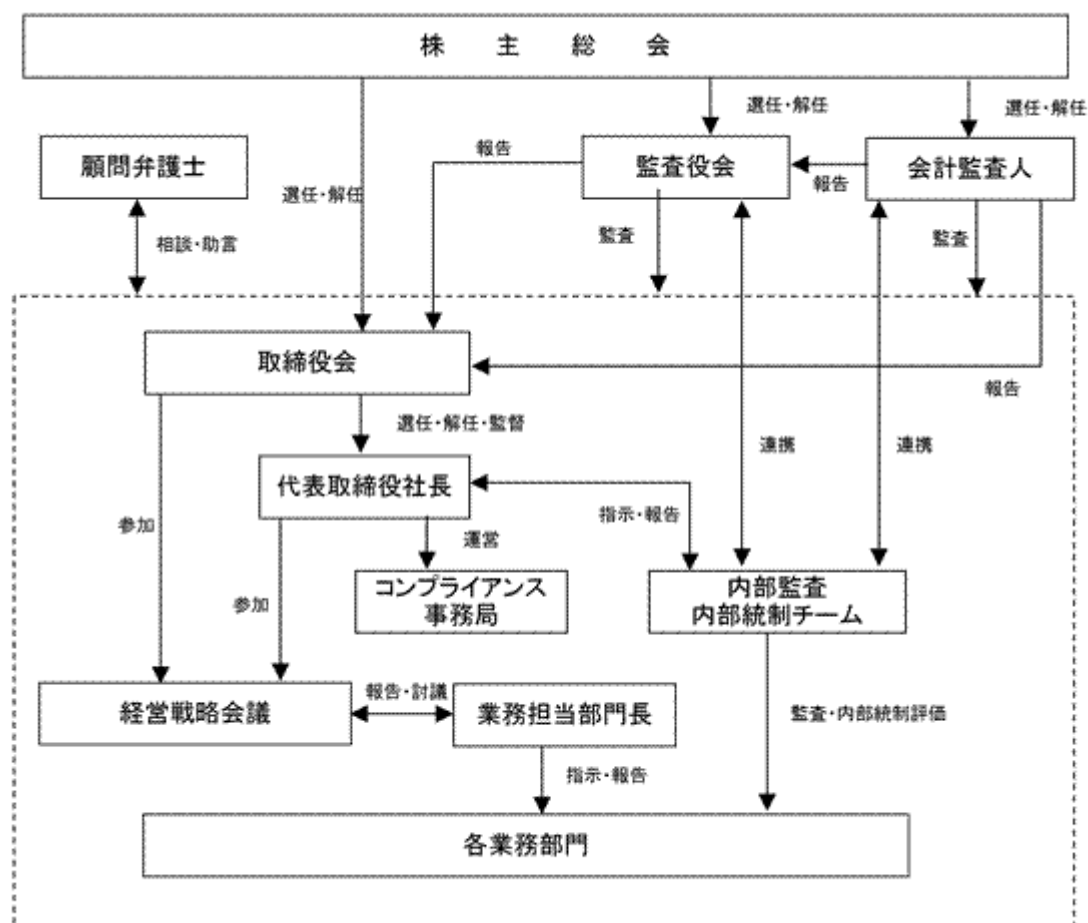 株主総会
選任・解任
選任・解任
顧問弁護士
報告
監査役会
報告
会計監査人
選任・解任
相談・助言
監査
監査
取締役会
報告
選任・解任・監督
連携
連携
代表取締役社長
指示・報告
参加
運営
コンプライアンス
事務局
内部監査
内部統制チーム
参加
経営戦略会議
報告・討議
業務担当部門長
監査・内部統制評価
指示・報告
各業務部門